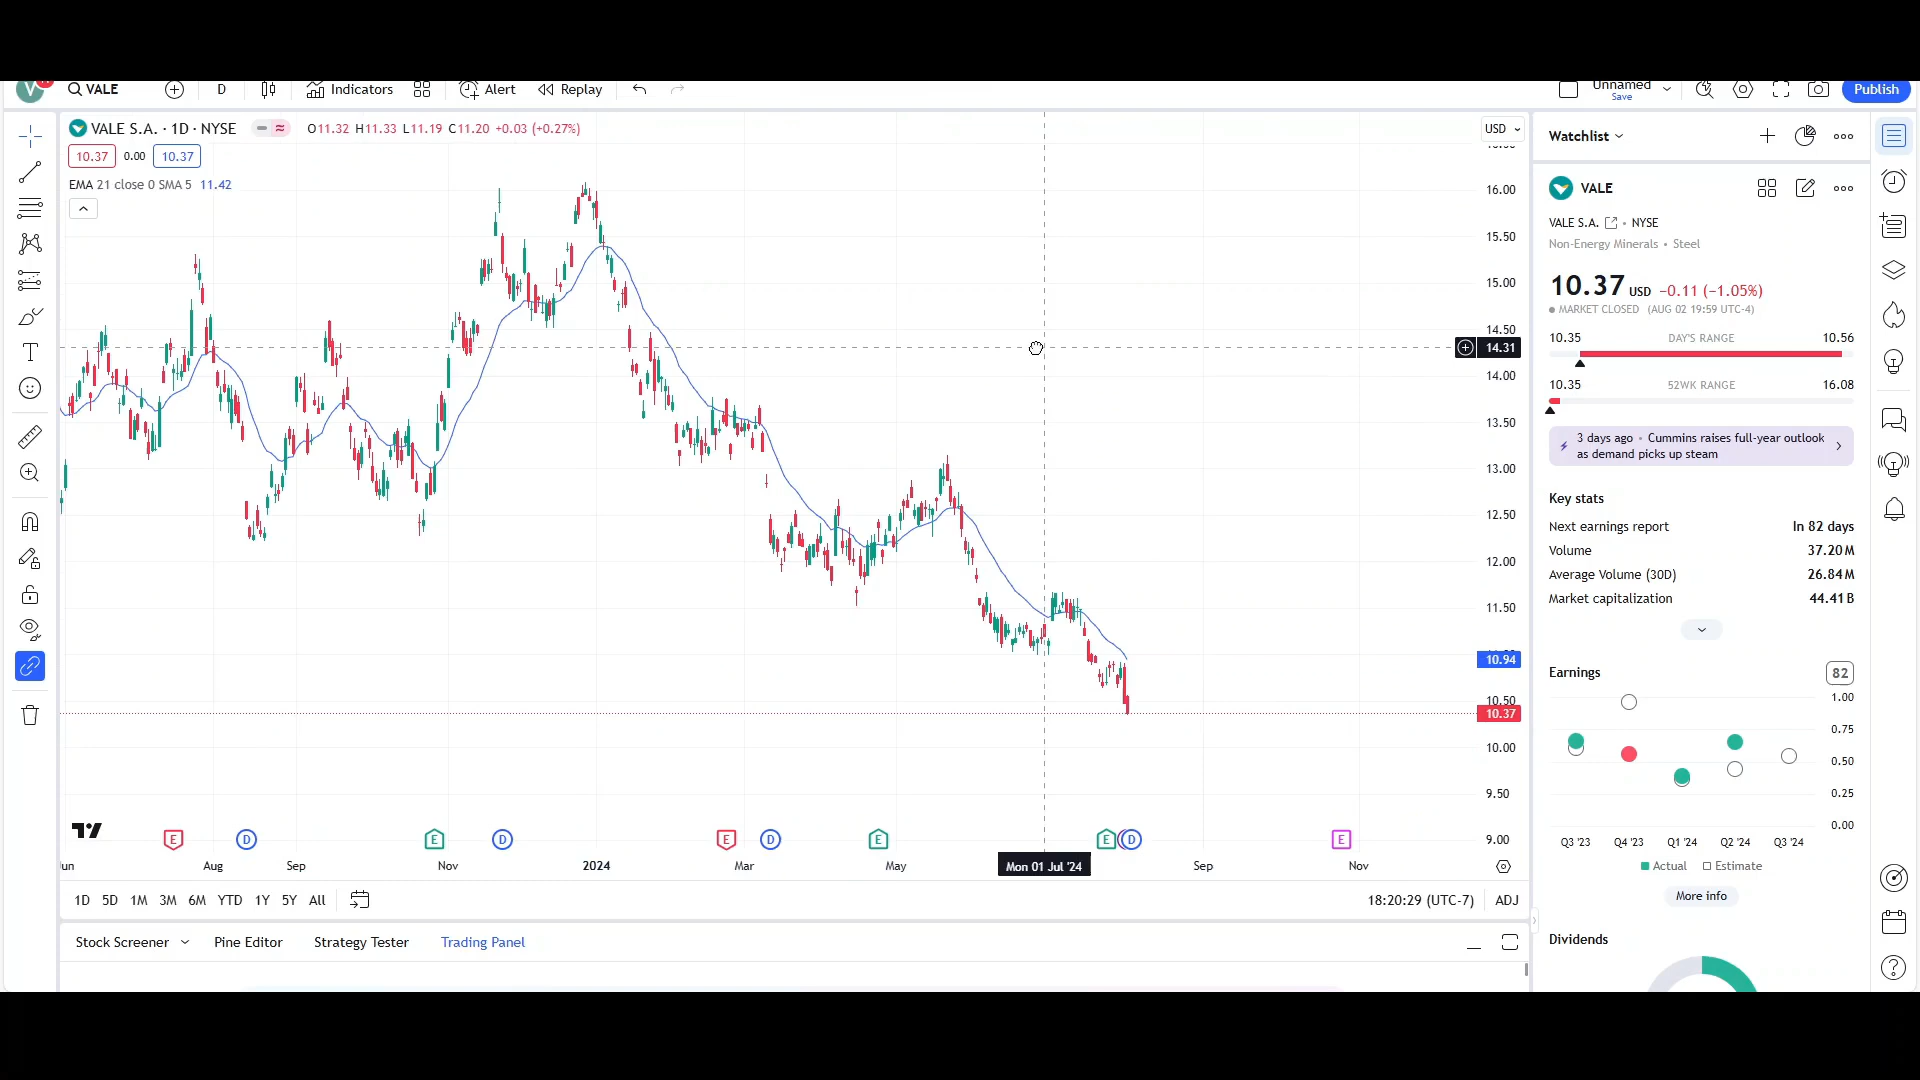 V
VALE
D
Indicators
Alert
Replay
Unnamed
Save
Publish
VALE S.A. · 1D · NYSE
O11.32 H11.33 L11.19 C11.20 +0.03 (+0.27%)
USD
10.37 0.00 10.37
EMA 21 close 0 SMA 5 11.42
16.00
15.50
15.00
14.50
14.31
14.00
13.50
13.00
12.50
12.00
11.50
10.94
10.50
10.37
10.00
9.50
9.00
E D E D E D E E D E
Aug Sep Nov 2024 Mar May Mon 01 Jul '24 Sep Nov
1D 5D 1M 3M 6M YTD 1Y 5Y All
18:20:29 (UTC-7) ADJ
Stock Screener Pine Editor Strategy Tester Trading Panel
Watchlist
VALE
VALE S.A. · NYSE
Non-Energy Minerals • Steel
10.37 USD −0.11 (−1.05%)
MARKET CLOSED (AUG 02 19:59 UTC-4)
10.35 DAY'S RANGE 10.56
10.35 52WK RANGE 16.08
3 days ago • Cummins raises full-year outlook
as demand picks up steam
Key stats
Next earnings report In 82 days
Volume 37.20M
Average Volume (30D) 26.84M
Market capitalization 44.41B
Earnings 82
1.00
0.75
0.50
0.25
0.00
Q3 '23 Q4 '23 Q1 '24 Q2 '24 Q3 '24
Actual Estimate
More info
Dividends